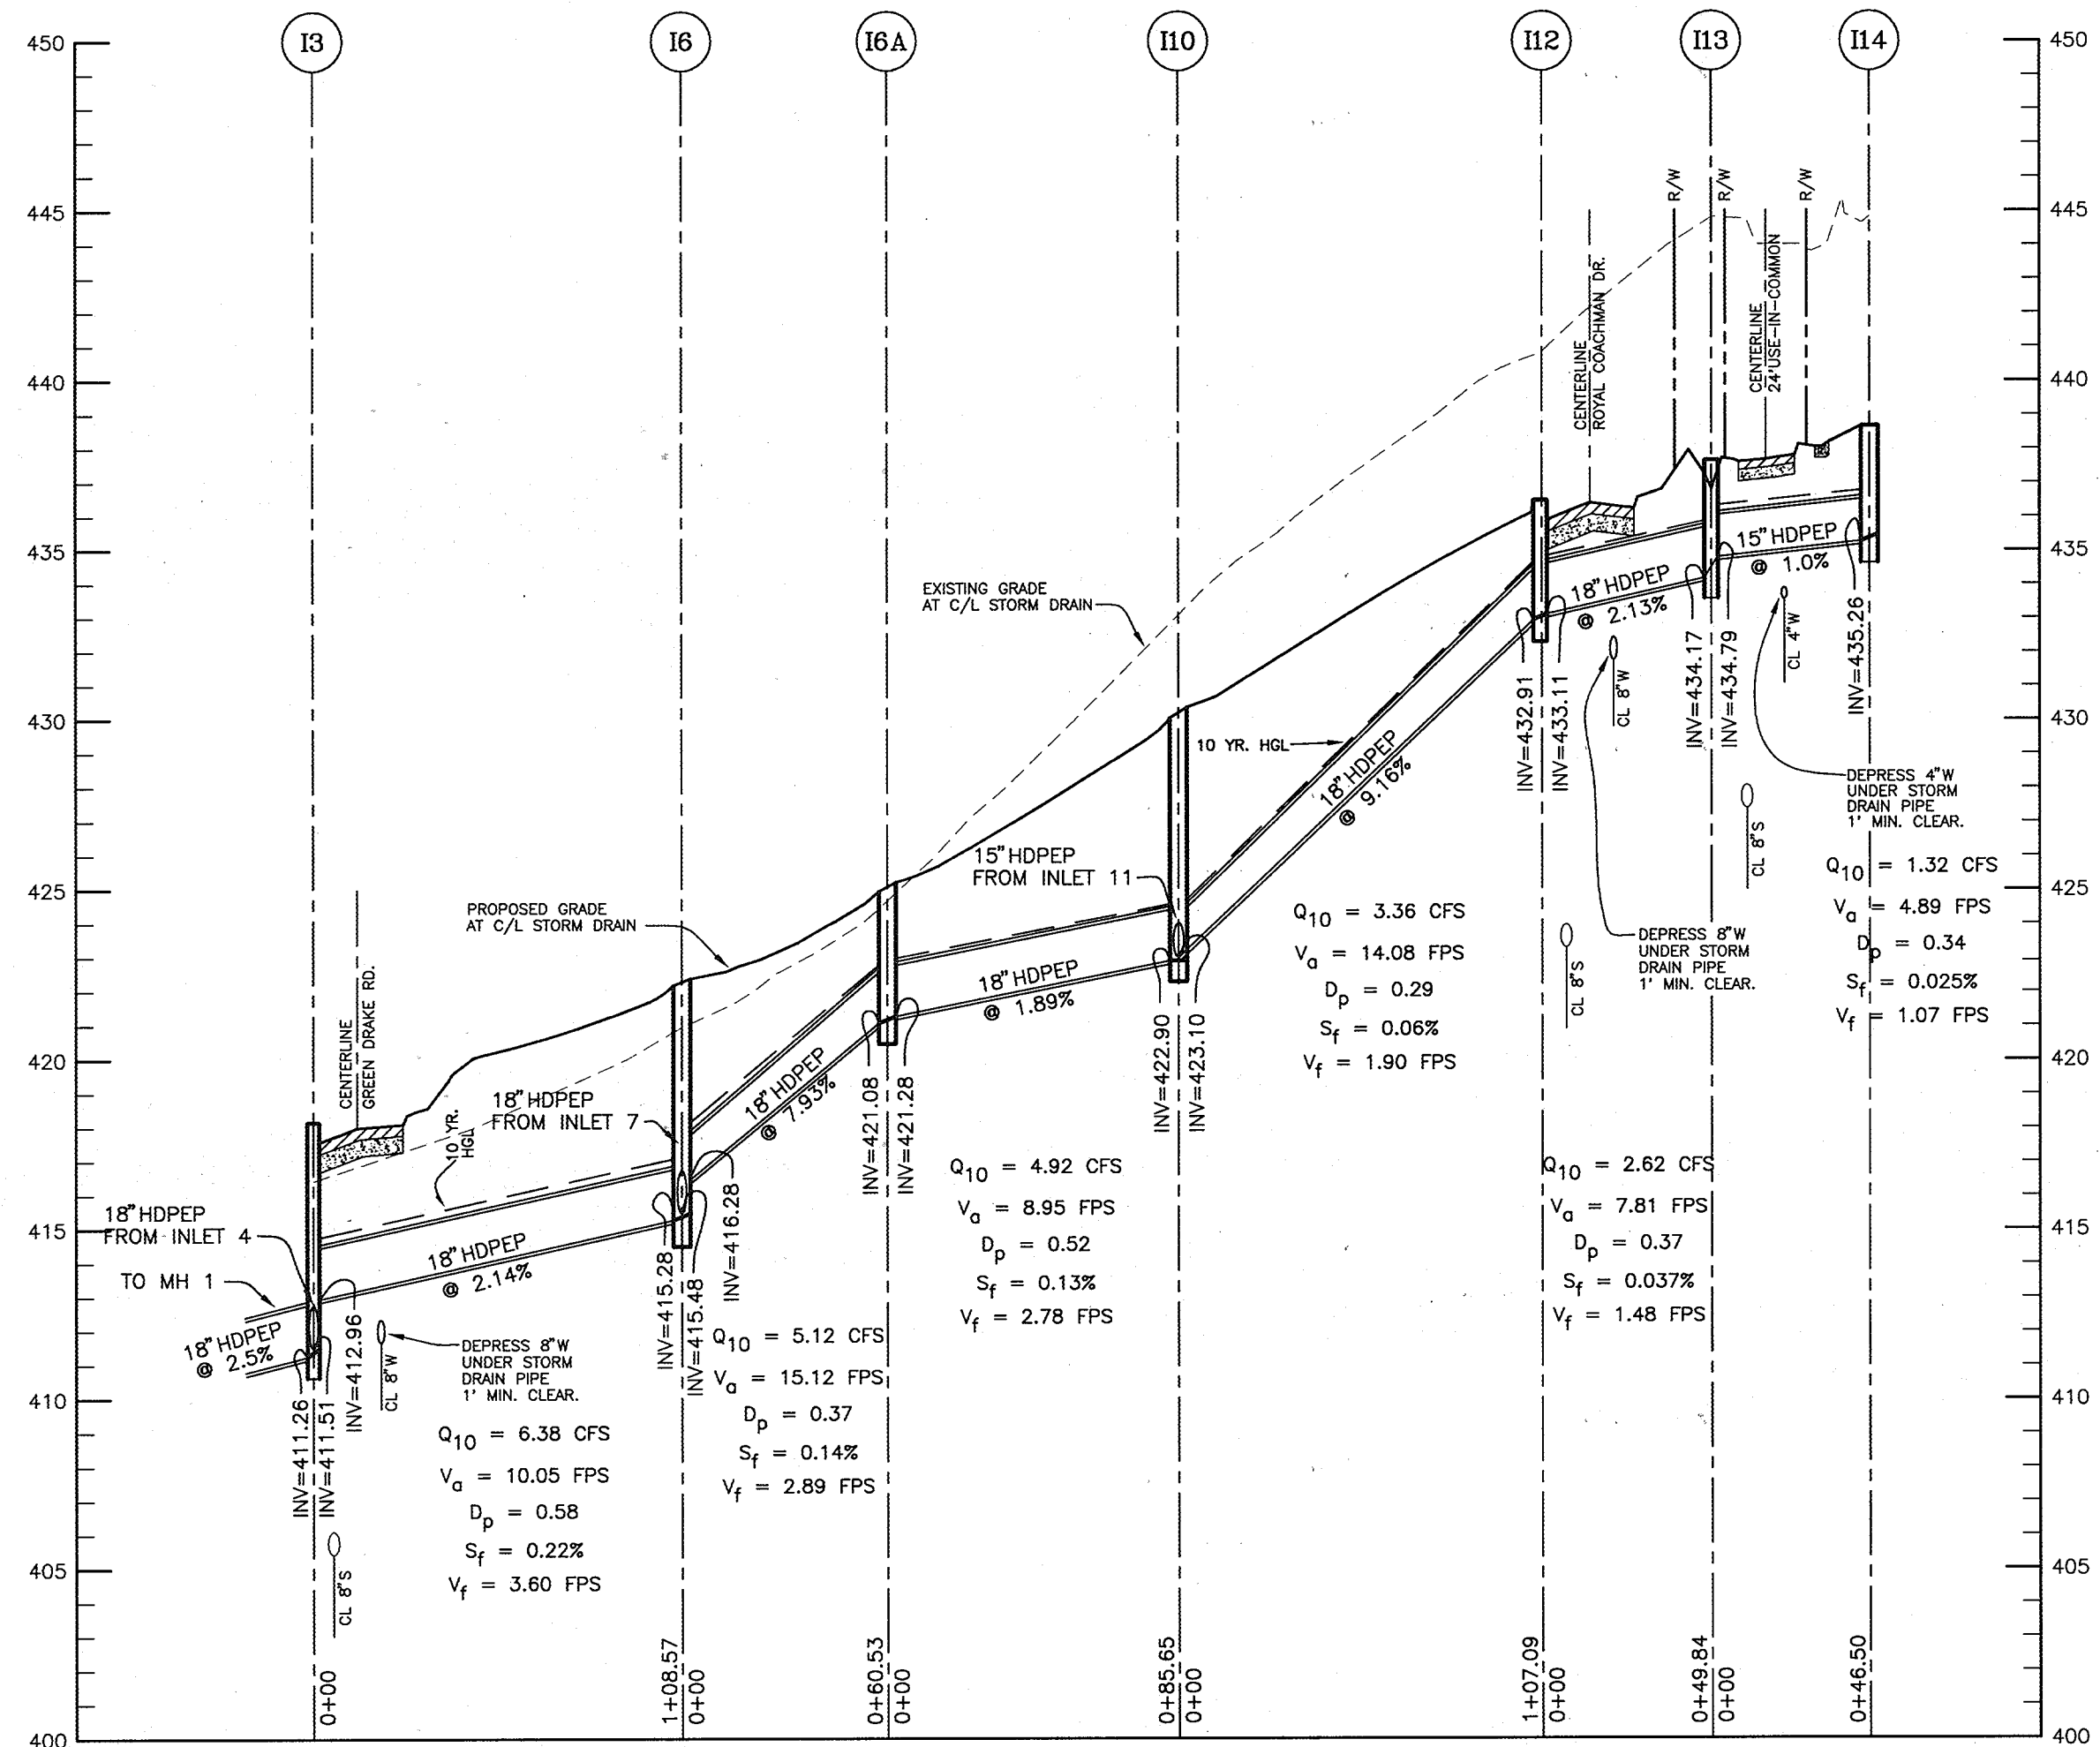 I3
I6
I6A
I10
I12
I13
I14
450
445
440
435
430
425
420
415
410
405
400
450
445
440
435
430
425
420
415
410
405
400
R/W
R/W
R/W
CENTERLINE
ROYAL COACHMAN DR.
CENTERLINE
24'USE-IN-COMMON
EXISTING GRADE
AT C/L STORM DRAIN
10 YR. HGL
18"HDPEP
@ 9.16%
18"HDPEP
@ 2.13%
15"HDPEP
@ 1.0%
CL 8"W
CL 4"W
INV=432.91
INV=433.11
INV=434.17
INV=434.79
INV=435.26
DEPRESS 4"W
UNDER STORM
DRAIN PIPE
1' MIN. CLEAR.
CL 8"S
CL 8"S
DEPRESS 8"W
UNDER STORM
DRAIN PIPE
1' MIN. CLEAR.
15"HDPEP
FROM INLET 11
PROPOSED GRADE
AT C/L STORM DRAIN
CENTERLINE
GREEN DRAKE RD.
10 YR.
HGL
18"HDPEP
FROM INLET 7
18"HDPEP
@ 7.93%
18"HDPEP
@ 1.89%
INV=421.08
INV=421.28
INV=422.90
INV=423.10
18"HDPEP
FROM INLET 4
TO MH 1
18"HDPEP
@ 2.5%
18"HDPEP
@ 2.14%
INV=411.26
INV=411.51
INV=412.96
CL 8"W
DEPRESS 8"W
UNDER STORM
DRAIN PIPE
1' MIN. CLEAR.
INV=415.28
INV=415.48
INV=416.28
CL 8"S
Q10 = 6.38 CFS
Va = 10.05 FPS
Dp = 0.58
Sf = 0.22%
Vf = 3.60 FPS
Q10 = 5.12 CFS
Va = 15.12 FPS
Dp = 0.37
Sf = 0.14%
Vf = 2.89 FPS
Q10 = 4.92 CFS
Va = 8.95 FPS
Dp = 0.52
Sf = 0.13%
Vf = 2.78 FPS
Q10 = 3.36 CFS
Va = 14.08 FPS
Dp = 0.29
Sf = 0.06%
Vf = 1.90 FPS
Q10 = 2.62 CFS
Va = 7.81 FPS
Dp = 0.37
Sf = 0.037%
Vf = 1.48 FPS
Q10 = 1.32 CFS
Va = 4.89 FPS
Dp = 0.34
Sf = 0.025%
Vf = 1.07 FPS
0+00
1+08.57
0+00
0+60.53
0+00
0+85.65
0+00
1+07.09
0+00
0+49.84
0+00
0+46.50